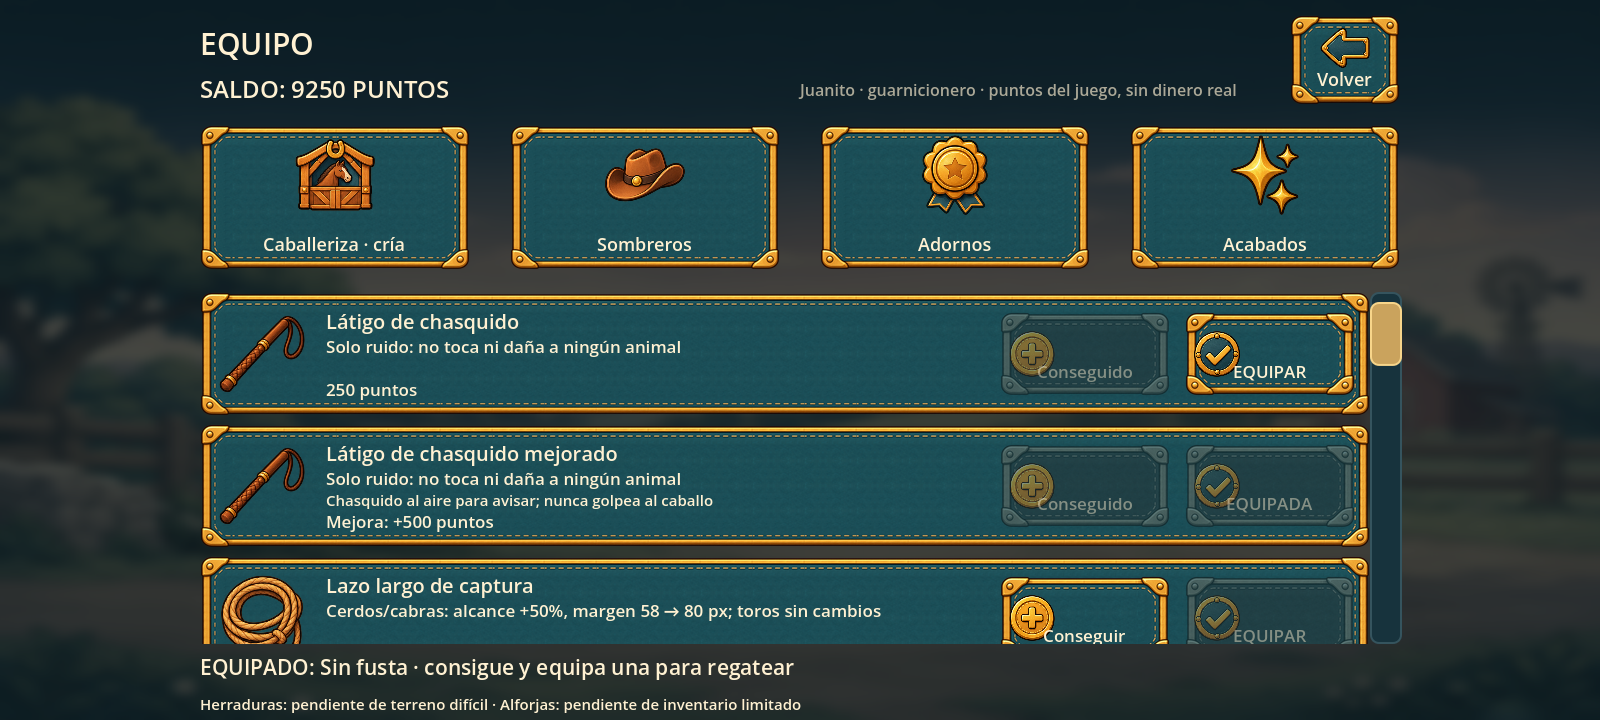 EQUIPO
SALDO: 9250 PUNTOS
Juanito · guarnicionero · puntos del juego, sin dinero real
Volver
Caballeriza · cría
Sombreros
Adornos
Acabados
Látigo de chasquido
Solo ruido: no toca ni daña a ningún animal
250 puntos
Conseguido
EQUIPAR
Látigo de chasquido mejorado
Solo ruido: no toca ni daña a ningún animal
Chasquido al aire para avisar; nunca golpea al caballo
Mejora: +500 puntos
Conseguido
EQUIPADA
Lazo largo de captura
Cerdos/cabras: alcance +50%, margen 58 → 80 px; toros sin cambios
Conseguir
EQUIPAR
EQUIPADO: Sin fusta · consigue y equipa una para regatear
Herraduras: pendiente de terreno difícil · Alforjas: pendiente de inventario limitado